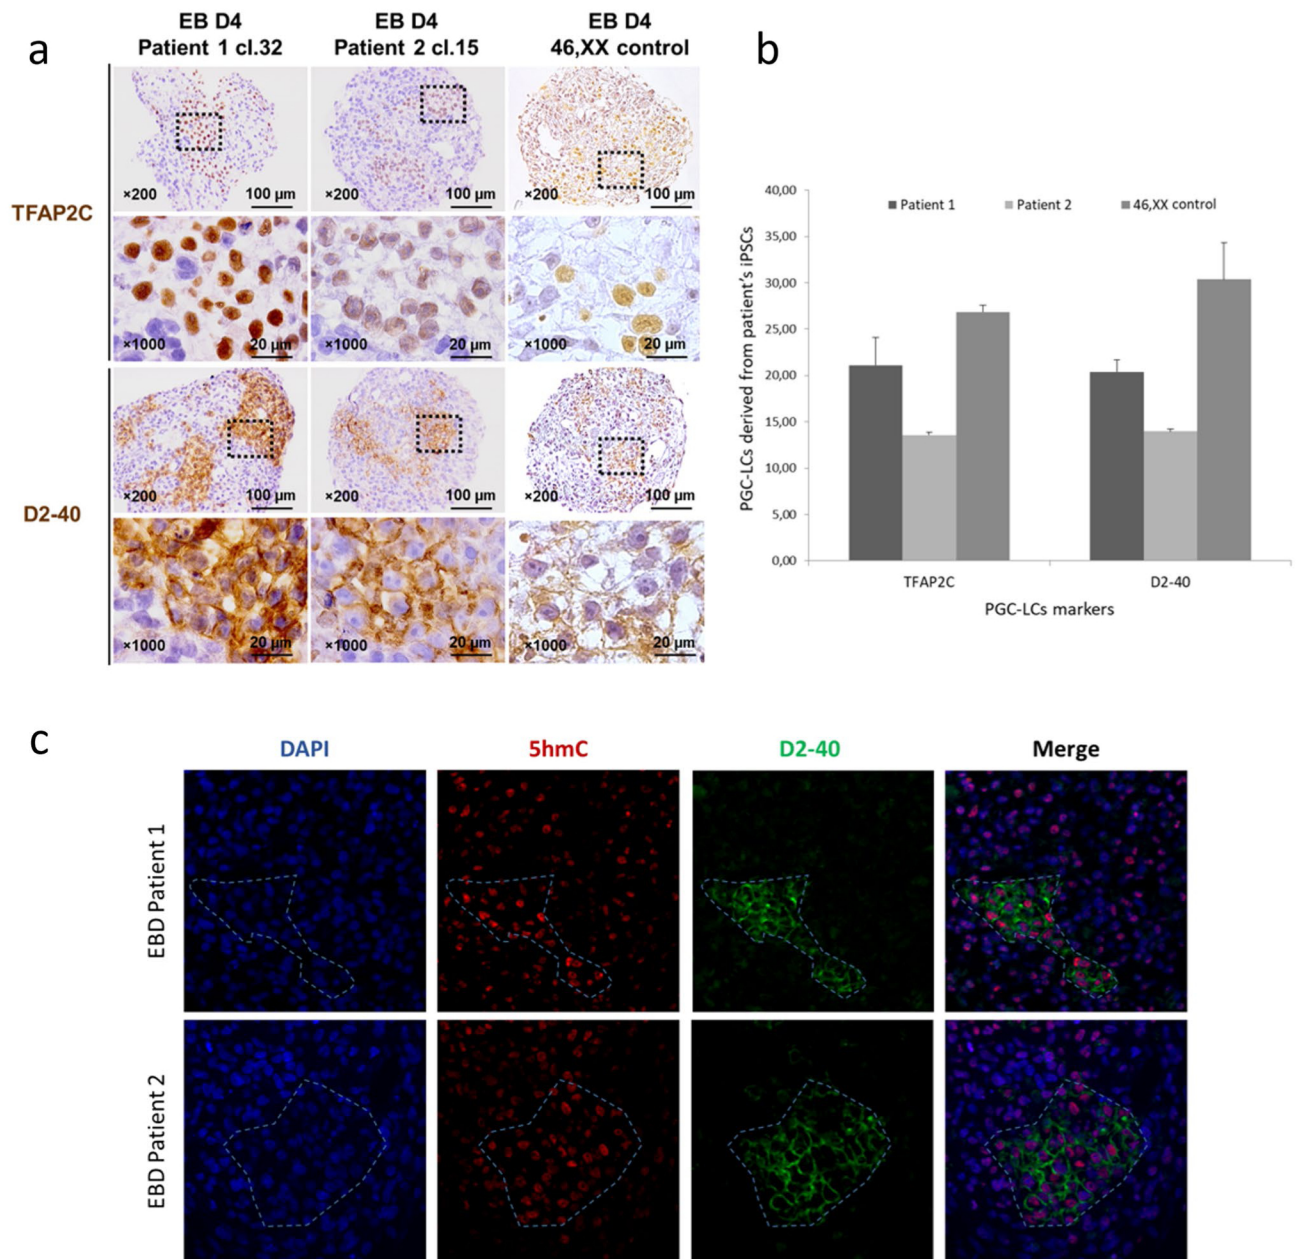 a
EB D4
Patient 1 cl.32
EB D4
Patient 2 cl.15
EB D4
46,XX control
TFAP2C
×200
100 µm
×200
100 µm
×200
100 µm
×1000
20 µm
×1000
20 µm
×1000
20 µm
D2-40
×200
100 µm
×200
100 µm
×200
100 µm
×1000
20 µm
×1000
20 µm
×1000
20 µm
b
PGC-LCs derived from patient's iPSCs
40,00
35,00
30,00
25,00
20,00
15,00
10,00
5,00
0,00
Patient 1
Patient 2
46,XX control
TFAP2C
D2-40
PGC-LCs markers
c
DAPI
5hmC
D2-40
Merge
EBD Patient 1
EBD Patient 2